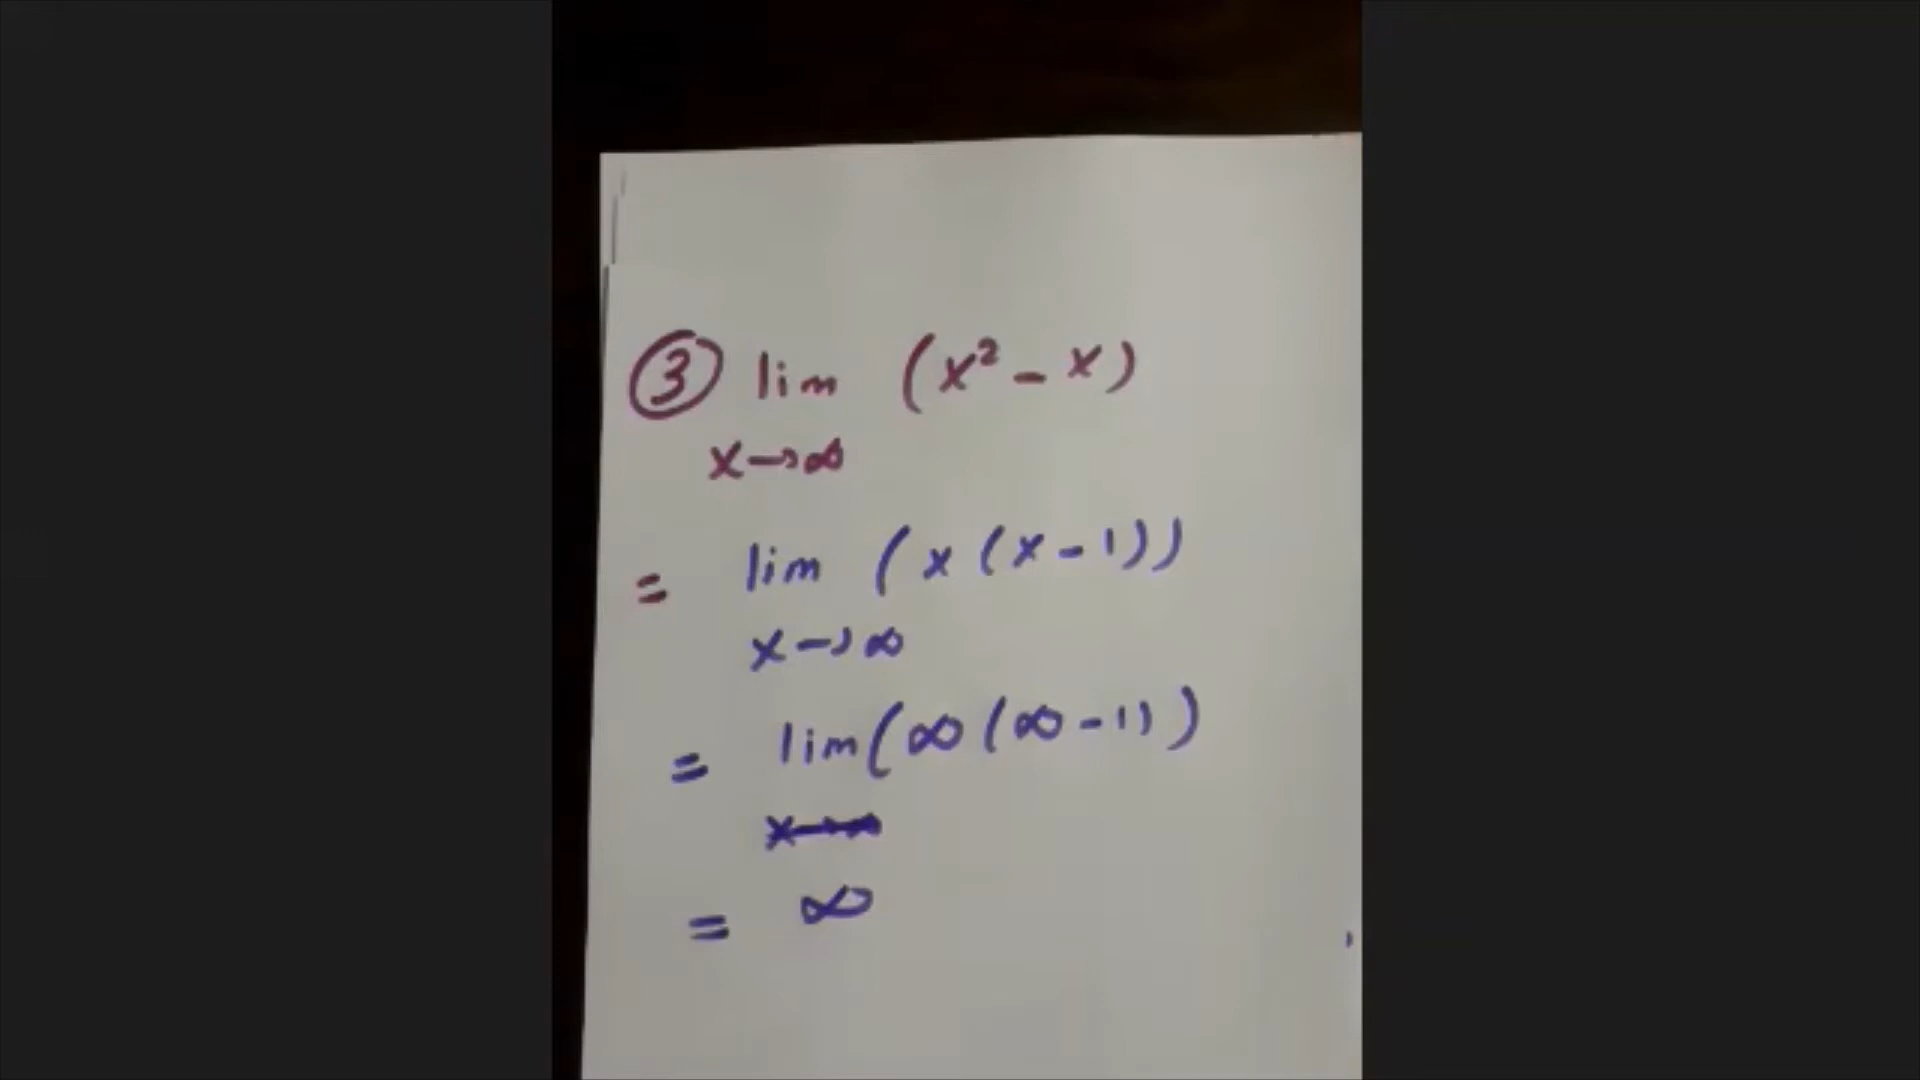 ③ lim (x² - x)
x→∞
= lim (x (x - 1))
x→∞
= lim (∞ (∞ - 1))
= ∞